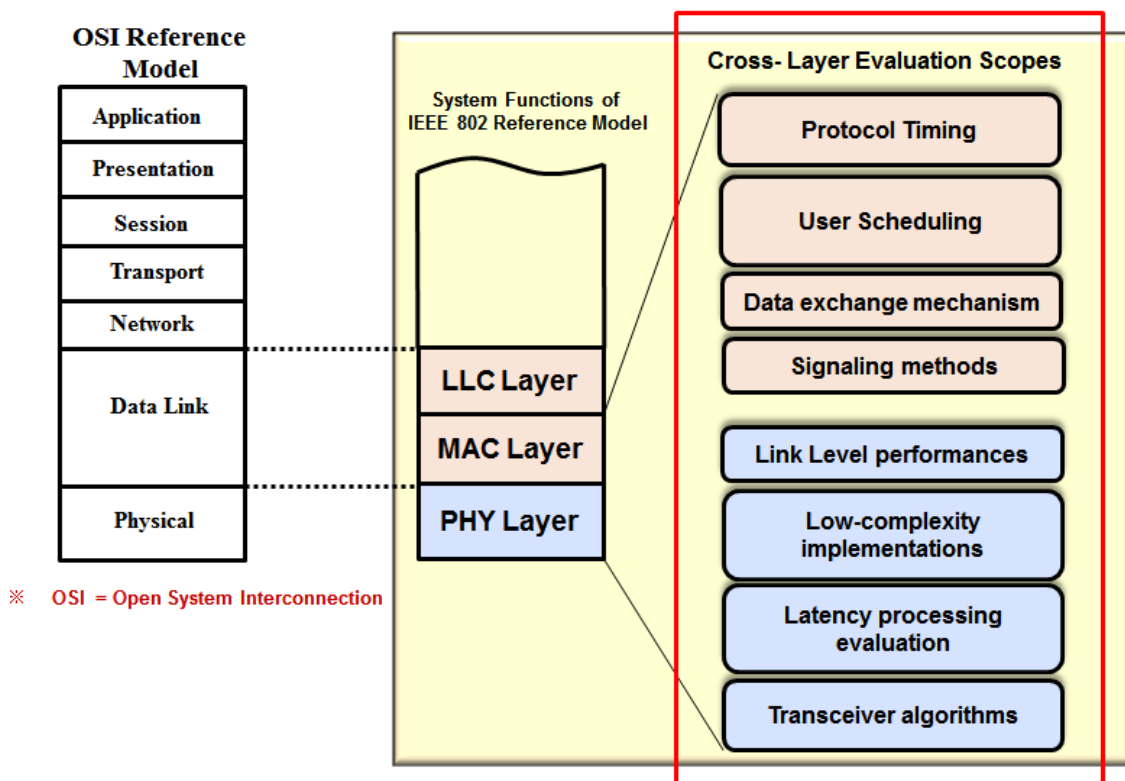 OSI Reference
Model
Application
Presentation
Session
Transport
Network
Data Link
Physical
※ OSI = Open System Interconnection
System Functions of
IEEE 802 Reference Model
LLC Layer
MAC Layer
PHY Layer
Cross- Layer Evaluation Scopes
Protocol Timing
User Scheduling
Data exchange mechanism
Signaling methods
Link Level performances
Low-complexity
implementations
Latency processing
evaluation
Transceiver algorithms